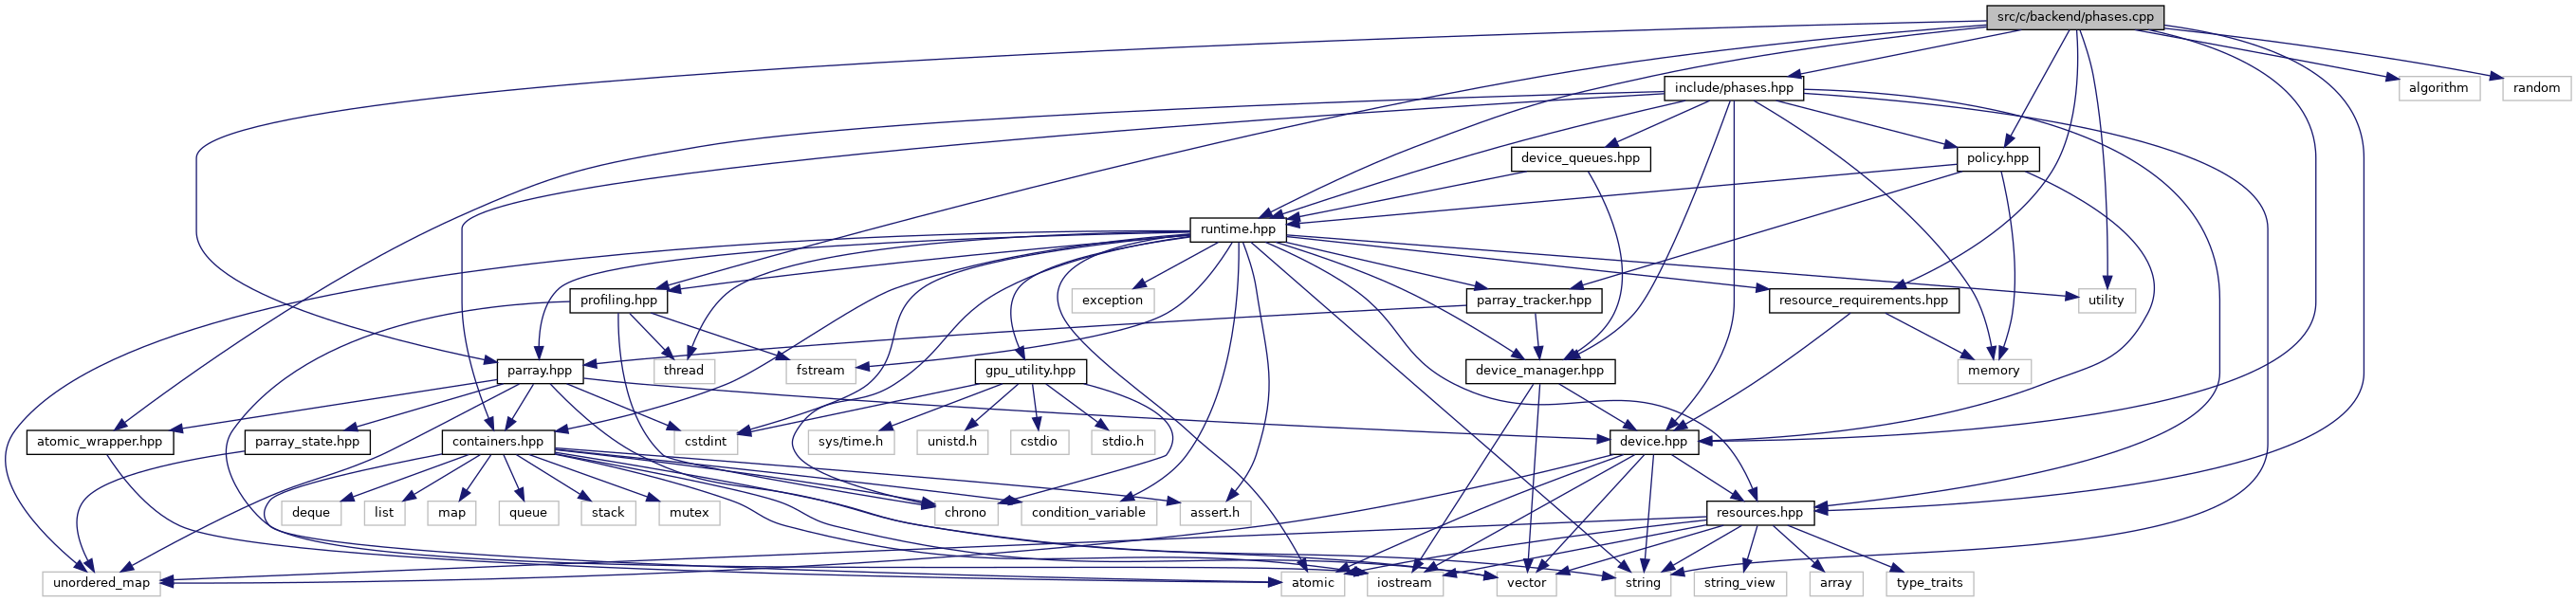 src/c/backend/phases.cpp
include/phases.hpp
algorithm
random
device_queues.hpp
policy.hpp
runtime.hpp
profiling.hpp
exception
parray_tracker.hpp
resource_requirements.hpp
utility
parray.hpp
thread
fstream
gpu_utility.hpp
device_manager.hpp
memory
atomic_wrapper.hpp
parray_state.hpp
containers.hpp
cstdint
sys/time.h
unistd.h
cstdio
stdio.h
device.hpp
deque
list
map
queue
stack
mutex
chrono
condition_variable
assert.h
resources.hpp
unordered_map
atomic
iostream
vector
string
string_view
array
type_traits